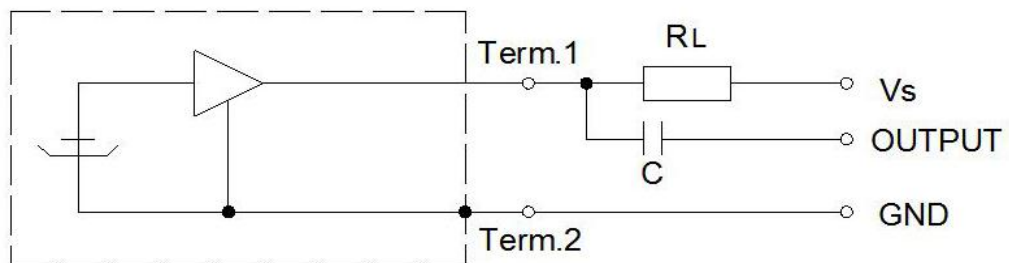 Term.1
RL
Vs
OUTPUT
C
GND
Term.2